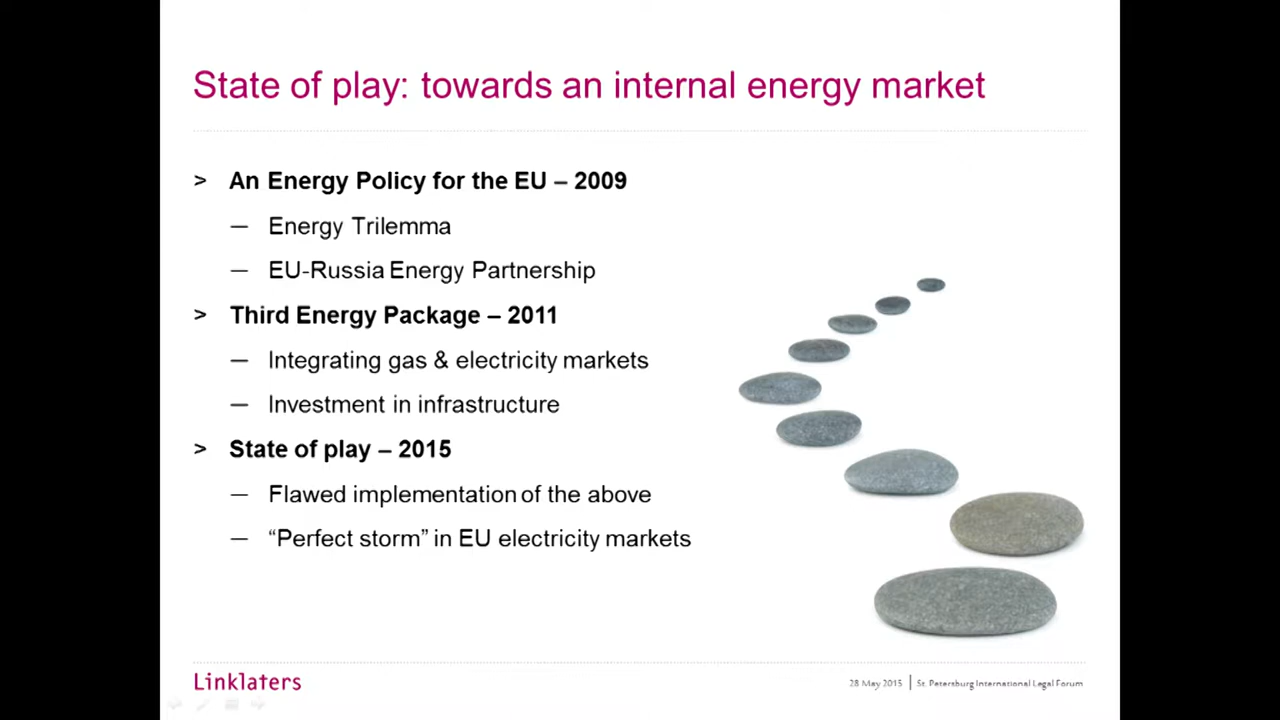 State of play: towards an internal energy market
> An Energy Policy for the EU – 2009
— Energy Trilemma
— EU-Russia Energy Partnership
> Third Energy Package – 2011
— Integrating gas & electricity markets
— Investment in infrastructure
> State of play – 2015
— Flawed implementation of the above
— “Perfect storm” in EU electricity markets
Linklaters
28 May 2015 | St. Petersburg International Legal Forum